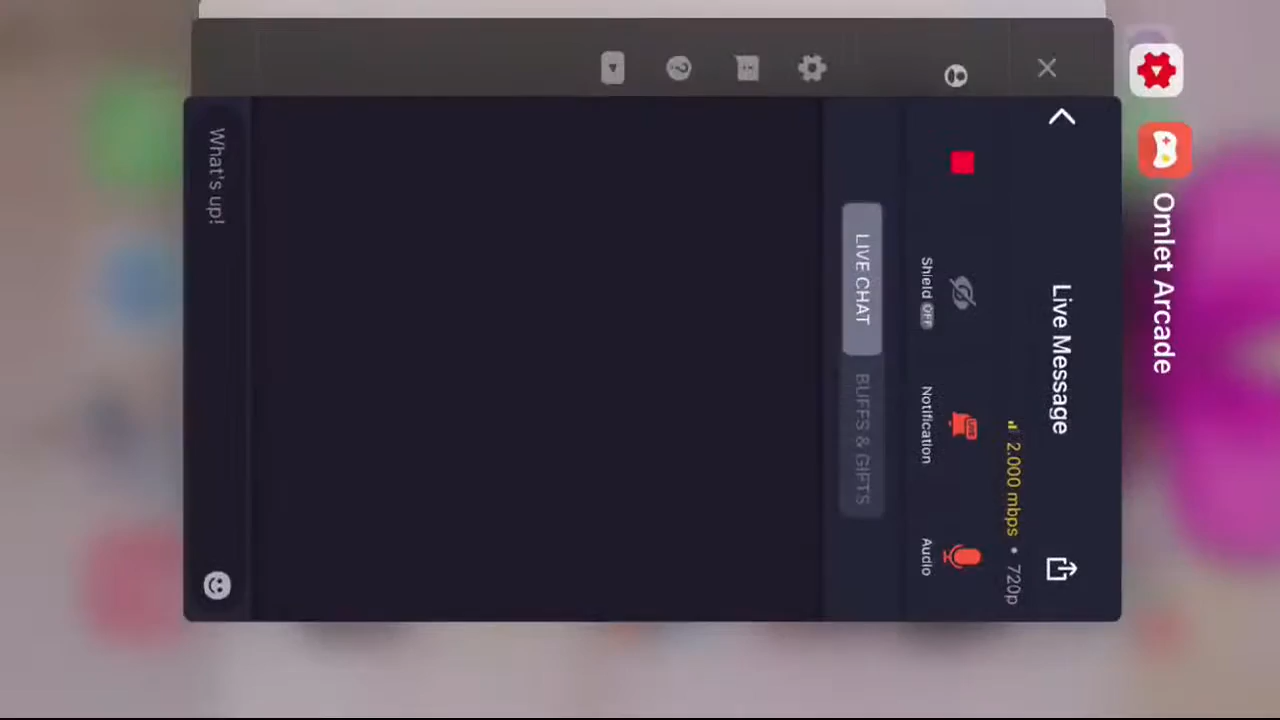 Omlet Arcade
Live Message
2.000 mbps • 720p
Shield OFF
Notification
Audio
LIVE CHAT
BUFFS & GIFTS
What's up!